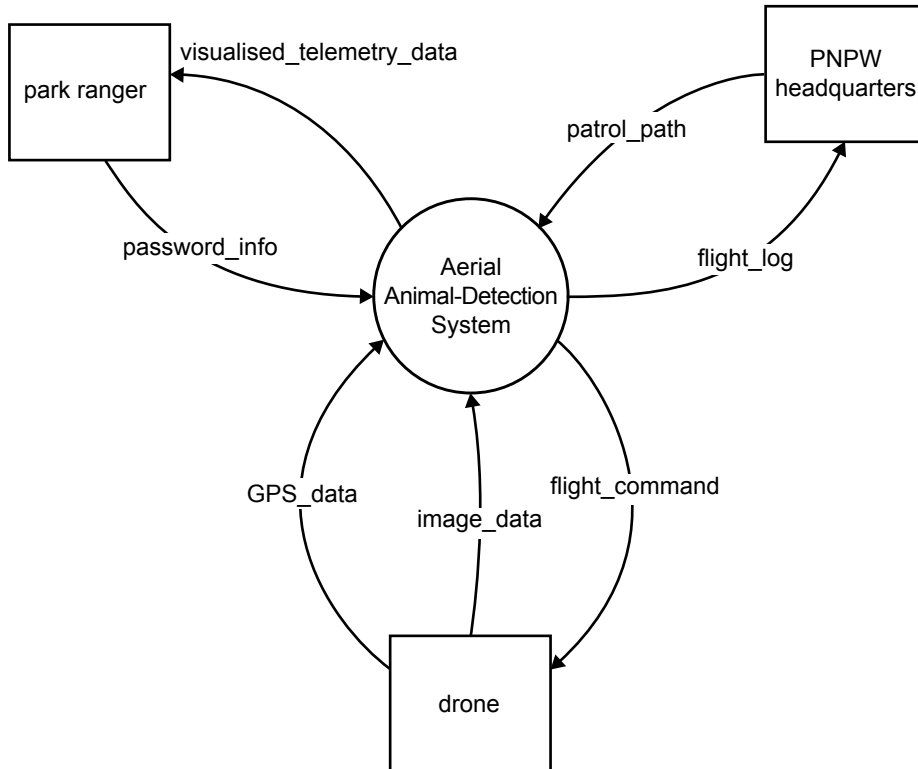 visualised_telemetry_data
park ranger
PNPW
headquarters
patrol_path
password_info
flight_log
Aerial
Animal-Detection
System
GPS_data
image_data
flight_command
drone